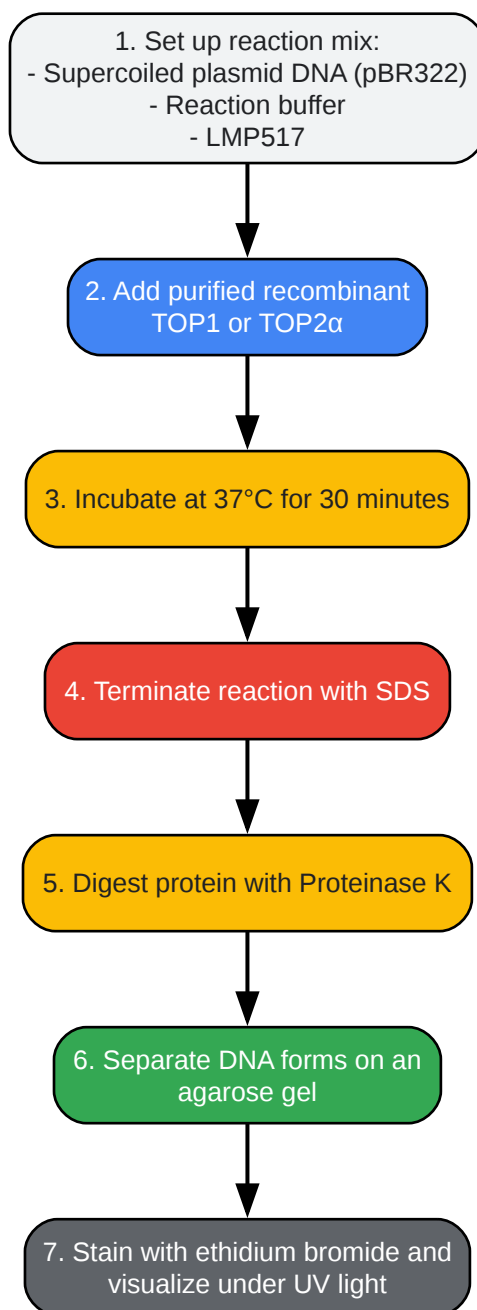 1. Set up reaction mix:
- Supercoiled plasmid DNA (pBR322)
- Reaction buffer
- LMP517
2. Add purified recombinant
TOP1 or TOP2α
3. Incubate at 37°C for 30 minutes
4. Terminate reaction with SDS
5. Digest protein with Proteinase K
6. Separate DNA forms on an
agarose gel
7. Stain with ethidium bromide and
visualize under UV light